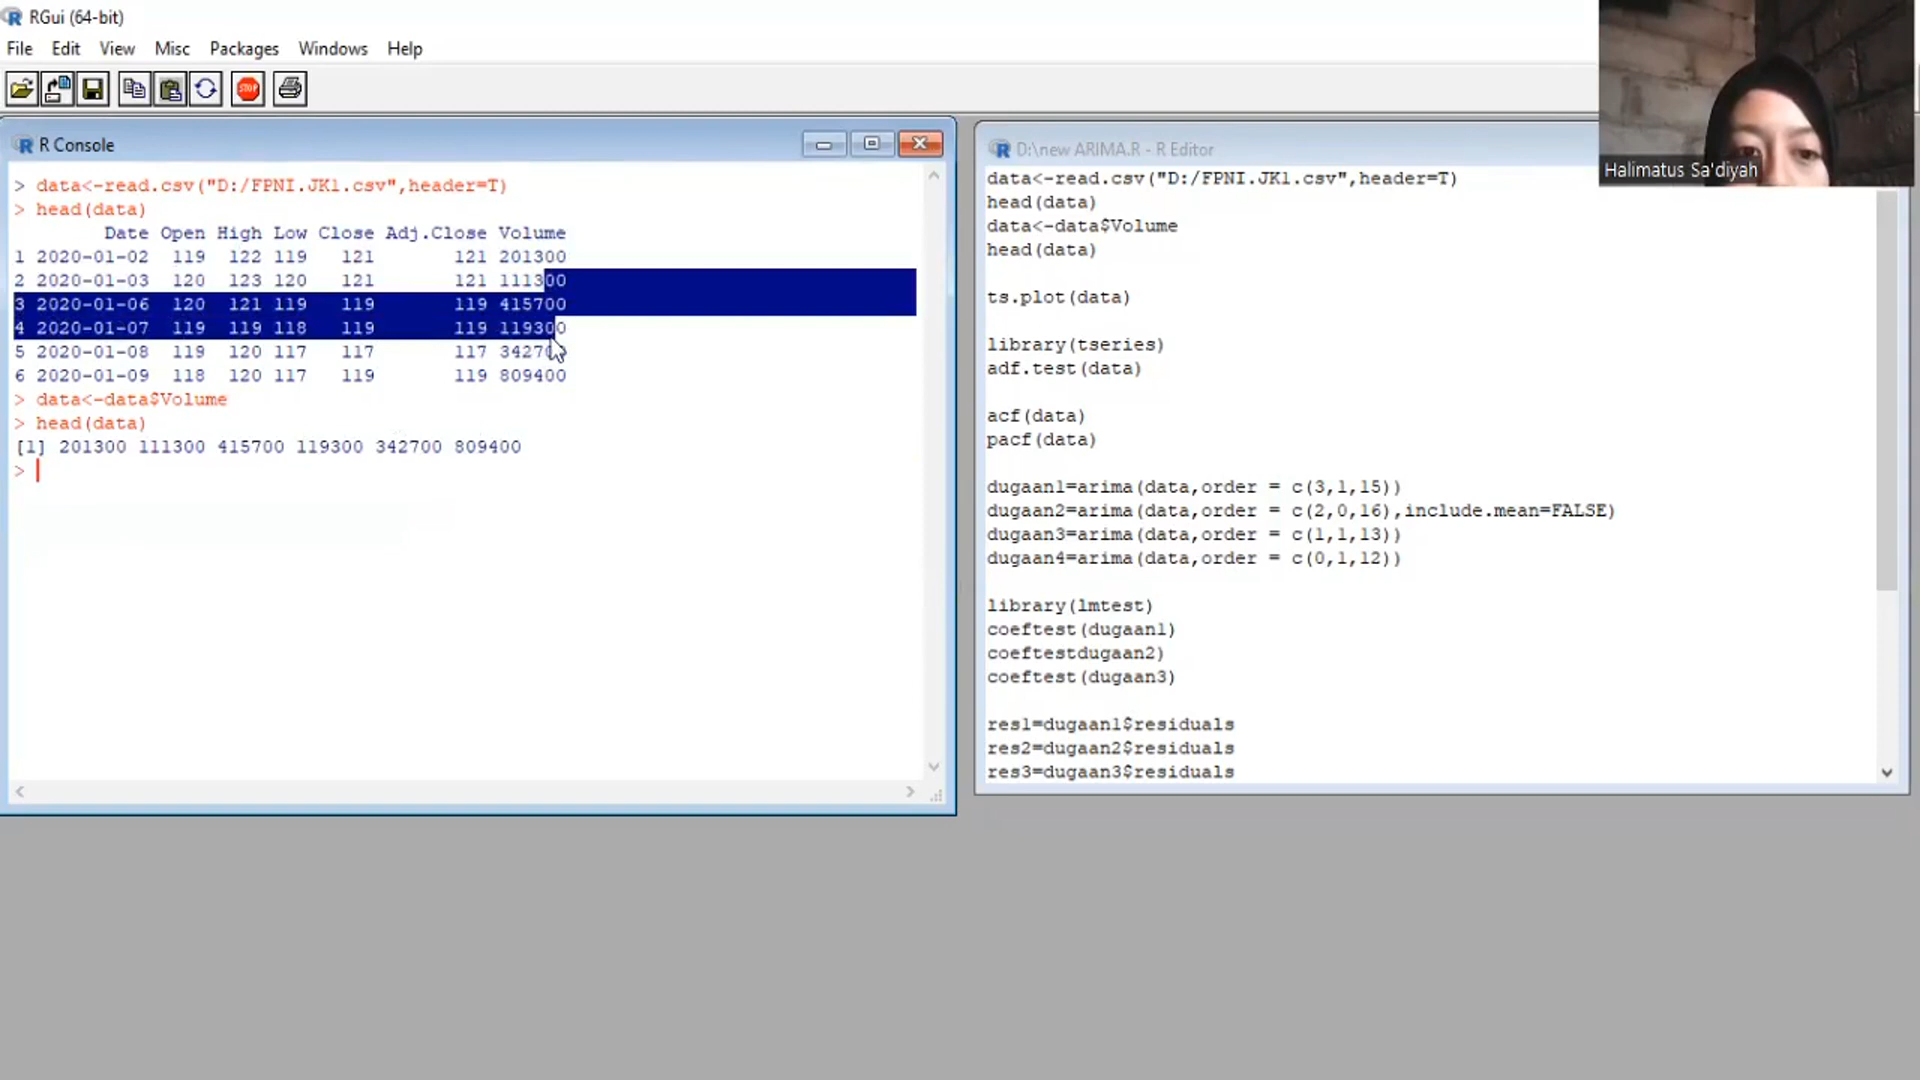 RGui (64-bit)
File Edit View Misc Packages Windows Help
STOP
R Console
> data<-read.csv("D:/FPNI.JK1.csv",header=T)
> head(data)
Date Open High Low Close Adj.Close Volume
1 2020-01-02 119 122 119 121 121 201300
2 2020-01-03 120 123 120 121 121 111300
3 2020-01-06 120 121 119 119 119 415700
4 2020-01-07 119 119 118 119 119 119300
5 2020-01-08 119 120 117 117 117 342700
6 2020-01-09 118 120 117 119 119 809400
> data<-data$Volume
> head(data)
[1] 201300 111300 415700 119300 342700 809400
>
D:\new ARIMA.R - R Editor
data<-read.csv("D:/FPNI.JK1.csv",header=T)
head(data)
data<-data$Volume
head(data)
ts.plot(data)
library(tseries)
adf.test(data)
acf(data)
pacf(data)
dugaan1=arima(data,order = c(3,1,15))
dugaan2=arima(data,order = c(2,0,16),include.mean=FALSE)
dugaan3=arima(data,order = c(1,1,13))
dugaan4=arima(data,order = c(0,1,12))
library(lmtest)
coeftest(dugaan1)
coeftestdugaan2)
coeftest(dugaan3)
res1=dugaan1$residuals
res2=dugaan2$residuals
res3=dugaan3$residuals
Halimatus Sa'diyah